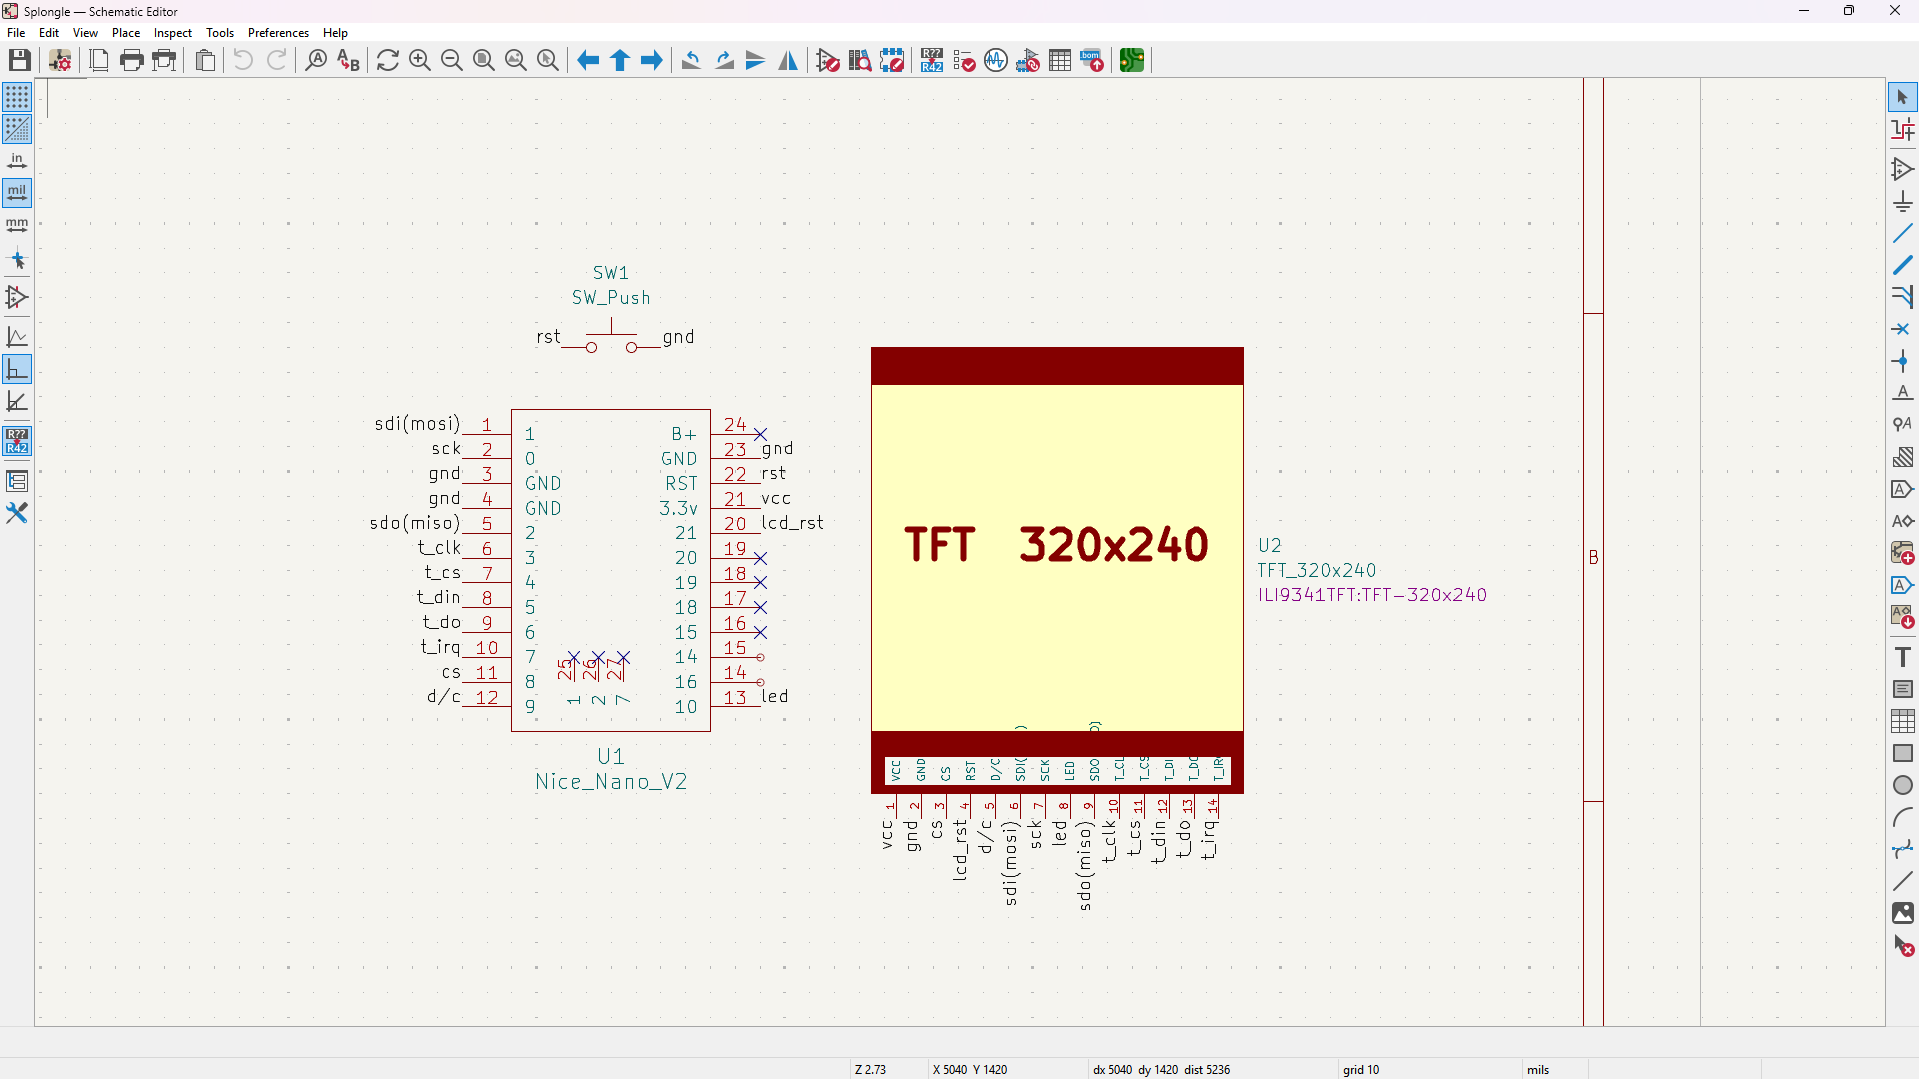 Splongle — Schematic Editor
File Edit View Place Inspect Tools Preferences Help
in
mil
mm
R??
R42
R??
R42
bom
SW1
SW_Push
rst
gnd
sdi(mosi) 1 1 B+ 24
sck 2 0 GND 23 gnd
gnd 3 GND RST 22 rst
gnd 4 GND 3.3v 21 vcc
sdo(miso) 5 2 21 20 lcd_rst
t_clk 6 3 20 19
t_cs 7 4 19 18
t_din 8 5 18 17
t_do 9 6 15 16
t_irq 10 7 14 15
cs 11 8 16 14
d/c 12 9 10 13 led
25 26 27
1 2 7
U1
Nice_Nano_V2
TFT 320x240
U2
TFT_320x240
ILI9341TFT:TFT-320x240
B
VCC GND CS RST D/C SDI( SCK LED SDO T_CL T_CS T_DI T_DO T_IR
1 2 3 4 5 6 7 8 9 10 11 12 13 14
vcc gnd cs lcd_rst d/c sdi(mosi) sck led sdo(miso) t_clk t_cs t_din t_do t_irq
Z 2.73 X 5040 Y 1420 dx 5040 dy 1420 dist 5236 grid 10 mils